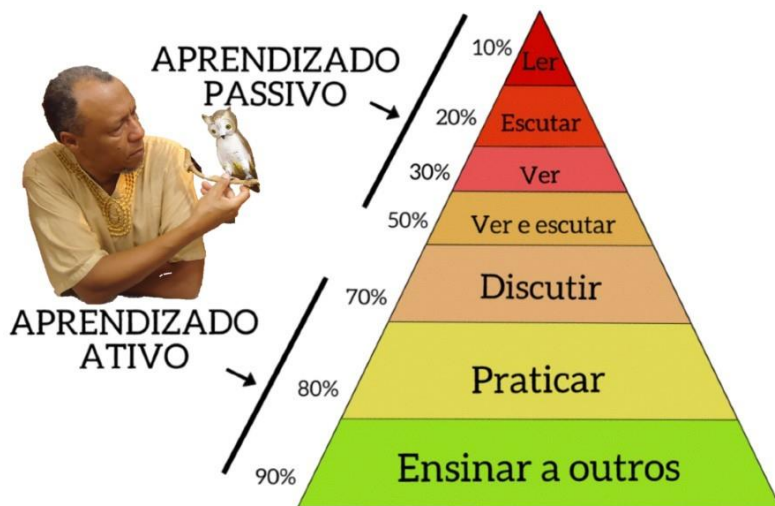 APRENDIZADO
PASSIVO
10%
Ler
20%
Escutar
30%
Ver
50%
Ver e escutar
APRENDIZADO
ATIVO
70%
Discutir
80%
Praticar
90%
Ensinar a outros